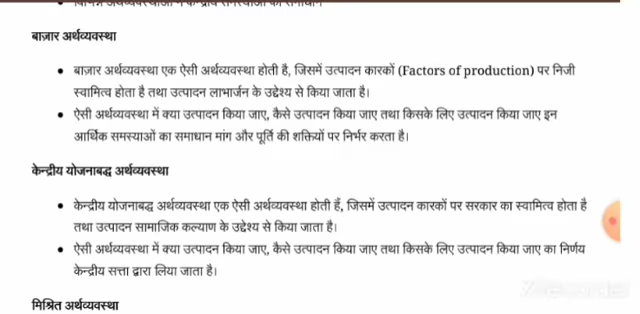 बाज़ार अर्थव्यवस्था
• बाज़ार अर्थव्यवस्था एक ऐसी अर्थव्यवस्था होती है, जिसमें उत्पादन कारकों (Factors of production) पर निजी
स्वामित्व होता है तथा उत्पादन लाभार्जन के उद्देश्य से किया जाता है।
• ऐसी अर्थव्यवस्था में क्या उत्पादन किया जाए, कैसे उत्पादन किया जाए तथा किसके लिए उत्पादन किया जाए इन
आर्थिक समस्याओं का समाधान मांग और पूर्ति की शक्तियों पर निर्भर करता है।
केन्द्रीय योजनाबद्ध अर्थव्यवस्था
• केन्द्रीय योजनाबद्ध अर्थव्यवस्था एक ऐसी अर्थव्यवस्था होती हैं, जिसमें उत्पादन कारकों पर सरकार का स्वामित्व होता है
तथा उत्पादन सामाजिक कल्याण के उद्देश्य से किया जाता है।
• ऐसी अर्थव्यवस्था में क्या उत्पादन किया जाए, कैसे उत्पादन किया जाए तथा किसके लिए उत्पादन किया जाए का निर्णय
केन्द्रीय सत्ता द्वारा लिया जाता है।
मिश्रित अर्थव्यवस्था